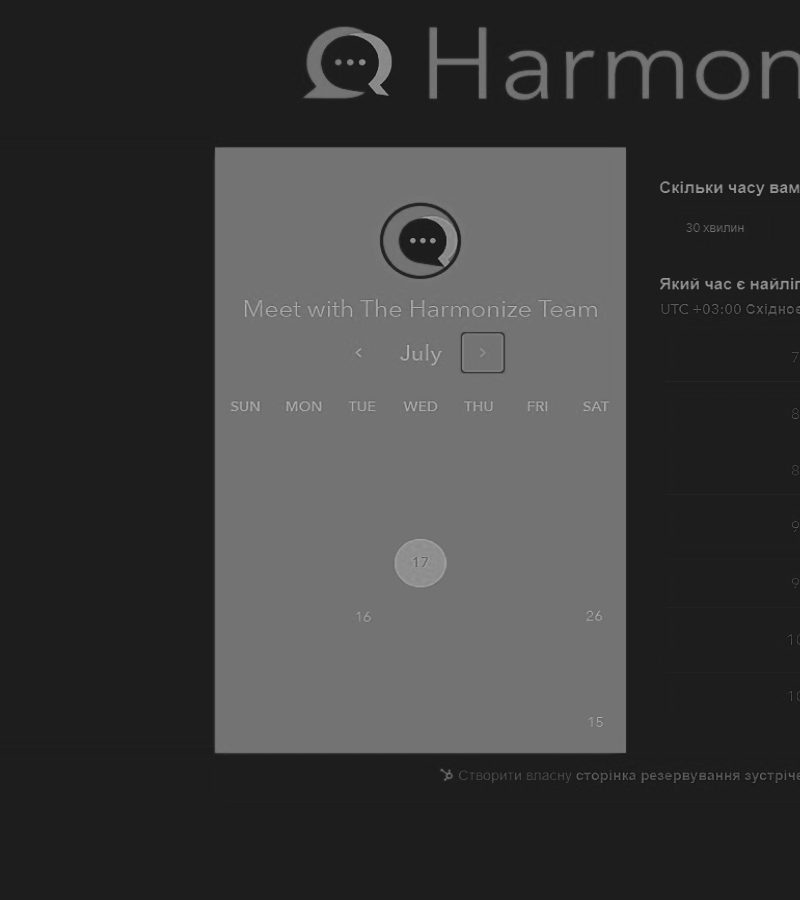 Harmon
Скільки часу вам
30 хвилин
Meet with The Harmonize Team
Який час є найліп
UTC +03:00 Східноє
July
SUN MON TUE WED THU FRI SAT
7
8
8
17
9
9
16 26
10
10
15
Створити власну сторінка резервування зустріче